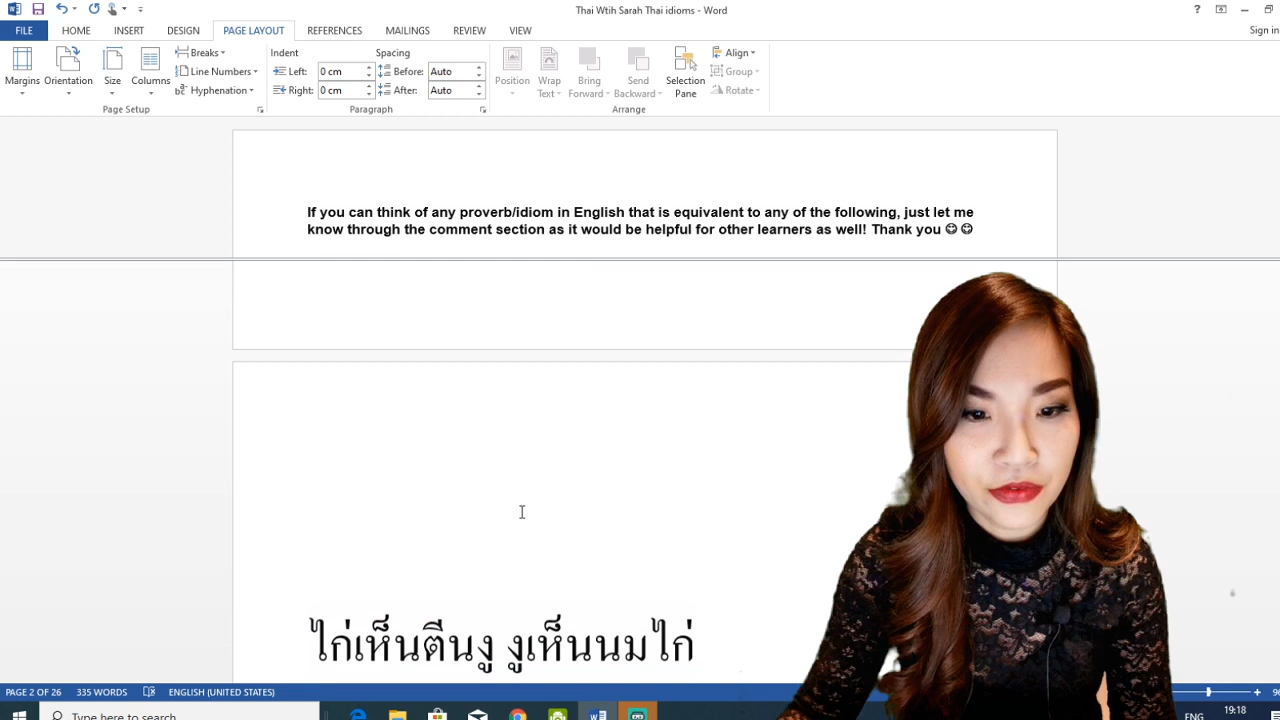 Thai Wtih Sarah Thai idioms - Word
?
FILE HOME INSERT DESIGN PAGE LAYOUT REFERENCES MAILINGS REVIEW VIEW Sign in
Margins Orientation Size Columns
Breaks
Line Numbers
Hyphenation
Page Setup
Indent Spacing
Left: 0 cm Before: Auto
Right: 0 cm After: Auto
Paragraph
Position Wrap Text Bring Forward Send Backward Selection Pane
Align
Group
Rotate
Arrange
If you can think of any proverb/idiom in English that is equivalent to any of the following, just let me
know through the comment section as it would be helpful for other learners as well! Thank you 😊 😊
ไก่เห็นตีนงู งูเห็นนมไก่
PAGE 2 OF 26 335 WORDS ENGLISH (UNITED STATES) 96
Type here to search
ENG 19:18